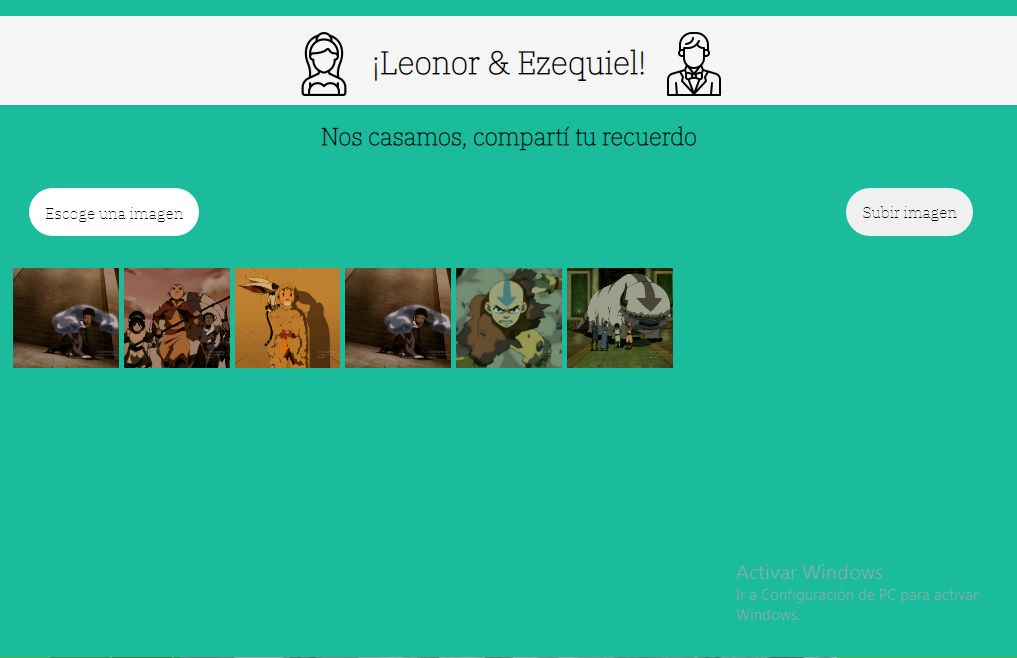 ¡Leonor & Ezequiel!
Nos casamos, compartí tu recuerdo
Escoge una imagen
Subir imagen
Activar Windows
Ir a Configuración de PC para activar
Windows.